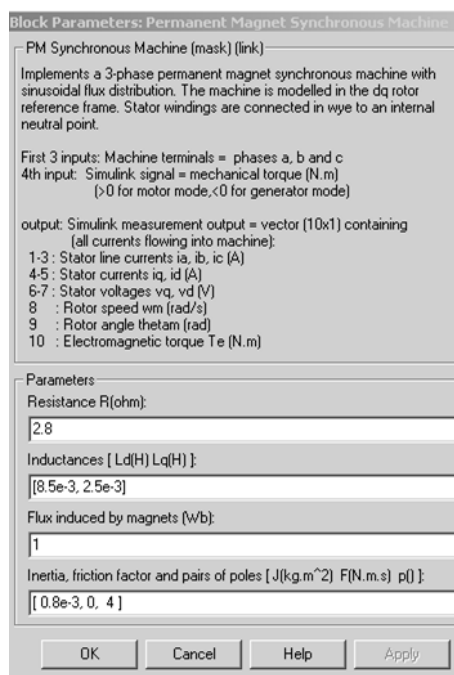 Block Parameters: Permanent Magnet Synchronous Machine
PM Synchronous Machine (mask) (link)
Implements a 3-phase permanent magnet synchronous machine with
sinusoidal flux distribution. The machine is modelled in the dq rotor
reference frame. Stator windings are connected in wye to an internal
neutral point.
First 3 inputs: Machine terminals = phases a, b and c
4th input: Simulink signal = mechanical torque (N.m)
(>0 for motor mode,<0 for generator mode)
output: Simulink measurement output = vector (10x1) containing
(all currents flowing into machine):
1-3 : Stator line currents ia, ib, ic (A)
4-5 : Stator currents iq, id (A)
6-7 : Stator voltages vq, vd (V)
8 : Rotor speed wm (rad/s)
9 : Rotor angle thetam (rad)
10 : Electromagnetic torque Te (N.m)
Parameters
Resistance R(ohm):
2.8
Inductances [ Ld(H) Lq(H) ]:
[8.5e-3, 2.5e-3]
Flux induced by magnets (Wb):
1
Inertia, friction factor and pairs of poles [ J(kg.m^2) F(N.m.s) p() ]:
[ 0.8e-3, 0, 4 ]
OK Cancel Help Apply